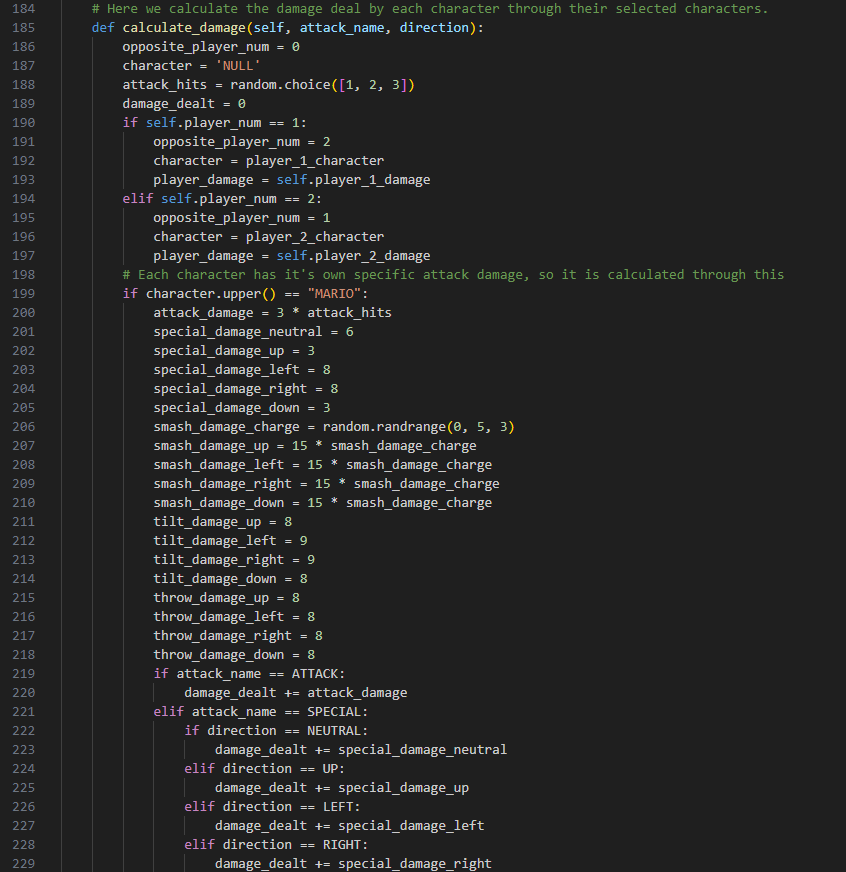 184 # Here we calculate the damage deal by each character through their selected characters.
185 def calculate_damage(self, attack_name, direction):
186 opposite_player_num = 0
187 character = 'NULL'
188 attack_hits = random.choice([1, 2, 3])
189 damage_dealt = 0
190 if self.player_num == 1:
191 opposite_player_num = 2
192 character = player_1_character
193 player_damage = self.player_1_damage
194 elif self.player_num == 2:
195 opposite_player_num = 1
196 character = player_2_character
197 player_damage = self.player_2_damage
198 # Each character has it's own specific attack damage, so it is calculated through this
199 if character.upper() == "MARIO":
200 attack_damage = 3 * attack_hits
201 special_damage_neutral = 6
202 special_damage_up = 3
203 special_damage_left = 8
204 special_damage_right = 8
205 special_damage_down = 3
206 smash_damage_charge = random.randrange(0, 5, 3)
207 smash_damage_up = 15 * smash_damage_charge
208 smash_damage_left = 15 * smash_damage_charge
209 smash_damage_right = 15 * smash_damage_charge
210 smash_damage_down = 15 * smash_damage_charge
211 tilt_damage_up = 8
212 tilt_damage_left = 9
213 tilt_damage_right = 9
214 tilt_damage_down = 8
215 throw_damage_up = 8
216 throw_damage_left = 8
217 throw_damage_right = 8
218 throw_damage_down = 8
219 if attack_name == ATTACK:
220 damage_dealt += attack_damage
221 elif attack_name == SPECIAL:
222 if direction == NEUTRAL:
223 damage_dealt += special_damage_neutral
224 elif direction == UP:
225 damage_dealt += special_damage_up
226 elif direction == LEFT:
227 damage_dealt += special_damage_left
228 elif direction == RIGHT:
229 damage_dealt += special_damage_right